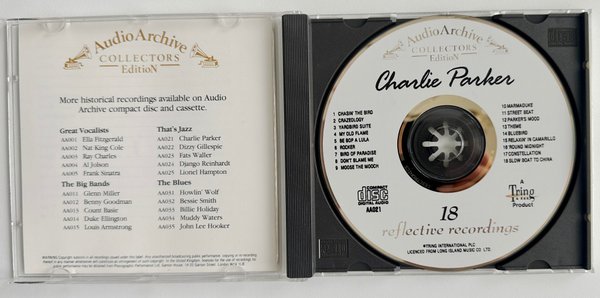 AudioArchive
COLLECTORS
EditioN
More historical recordings available on Audio
Archive compact disc and cassette.
Great Vocalists
AA001 Ella Fitzgerald
AA002 Nat King Cole
AA003 Ray Charles
AA004 Al Jolson
AA005 Frank Sinatra
The Big Bands
AA011 Glenn Miller
AA012 Benny Goodman
AA013 Count Basie
AA014 Duke Ellington
AA015 Louis Armstrong
That's Jazz
AA021 Charlie Parker
AA022 Dizzy Gillespie
AA023 Fats Waller
AA024 Django Reinhardt
AA025 Lionel Hampton
The Blues
AA031 Howlin' Wolf
AA032 Bessie Smith
AA033 Billie Holiday
AA034 Muddy Waters
AA035 John Lee Hooker
AudioArchive
COLLECTORS
EditioN
Charlie Parker
1 CHASIN' THE BIRD
2 CRAZEOLOGY
3 YARDBIRD SUITE
4 MY OLD FLAME
5 BE BOP LULA
6 ROCKER
7 BIRD OF PARADISE
8 DON'T BLAME ME
9 MOOSE THE MOOCH
10 MARMADUKE
11 STREET BEAT
12 PARKER'S MOOD
13 THEME
14 BLUEBIRD
15 RELAXIN' IN CAMARILLO
16 'ROUND MIDNIGHT
17 CONSTELLATION
18 SLOW BOAT TO CHINA
COMPACT
disc
DIGITAL AUDIO
AA021
A
Tring
Product
18
reflective recordings
©TRING INTERNATIONAL PLC
LICENCED FROM LONG ISLAND MUSIC CO LTD.